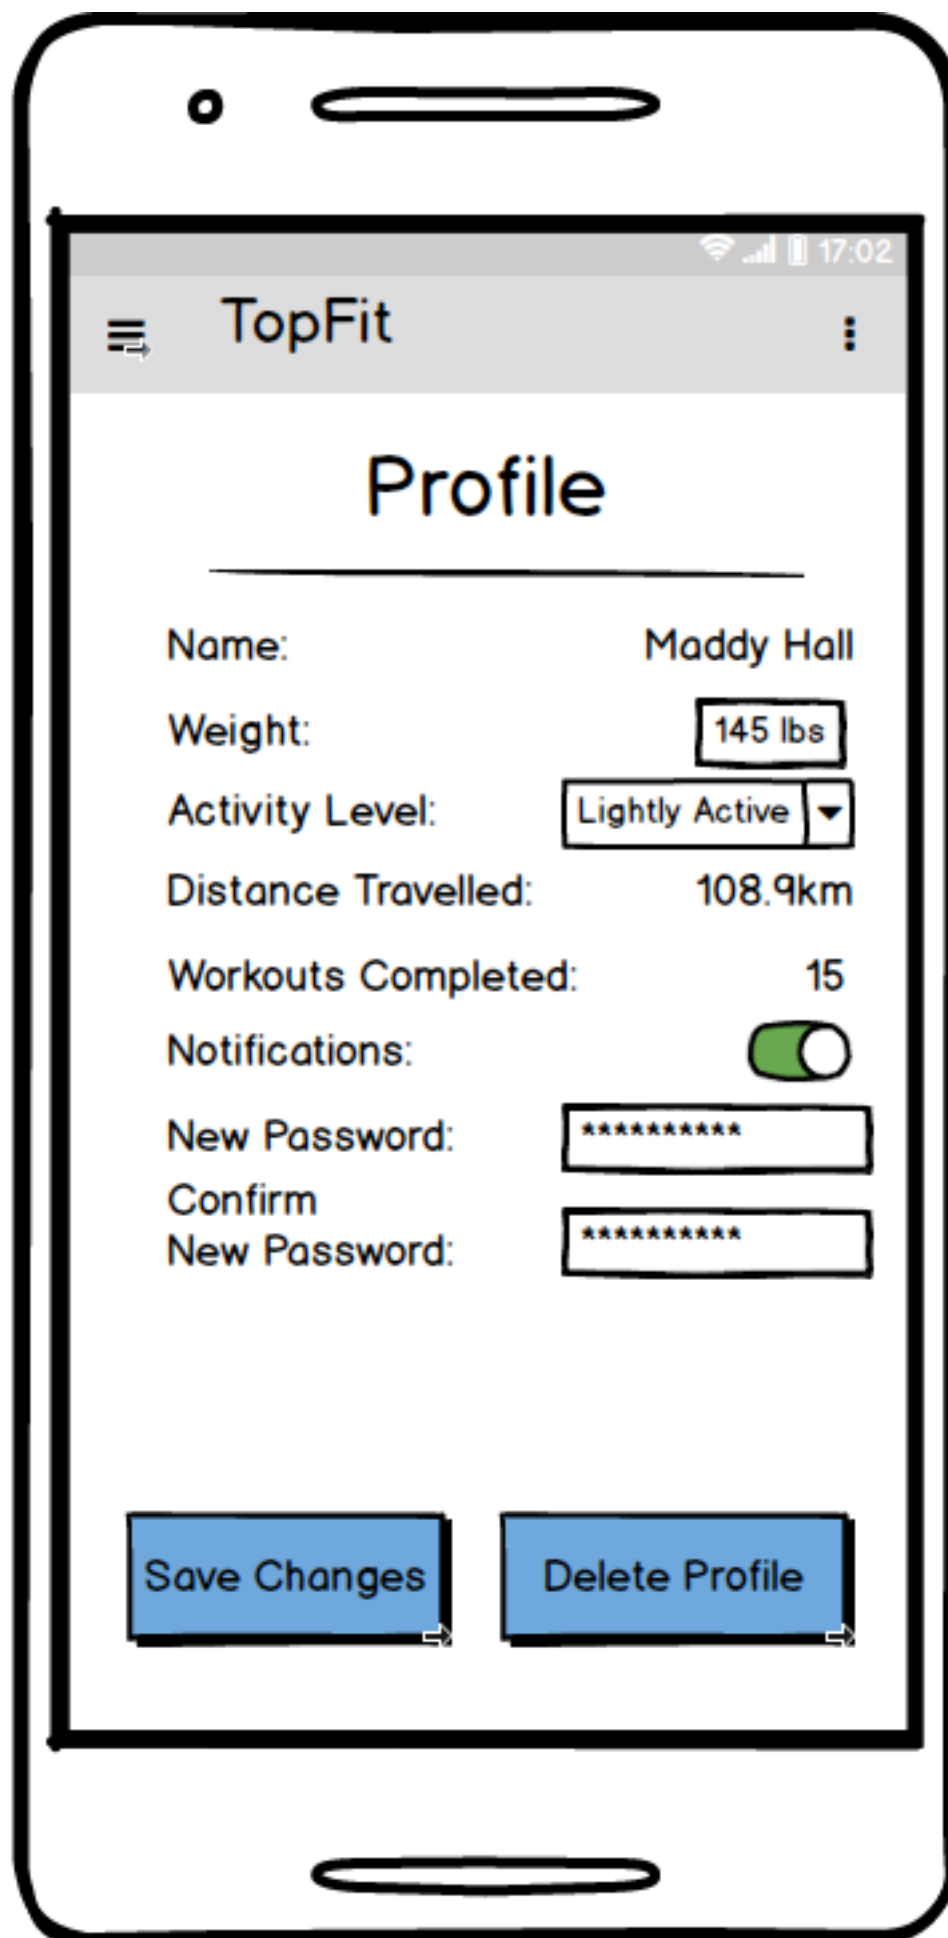 17:02
TopFit
Profile
Name: Maddy Hall
Weight: 145 lbs
Activity Level: Lightly Active
Distance Travelled: 108.9km
Workouts Completed: 15
Notifications:
New Password: **********
Confirm
New Password: **********
Save Changes Delete Profile